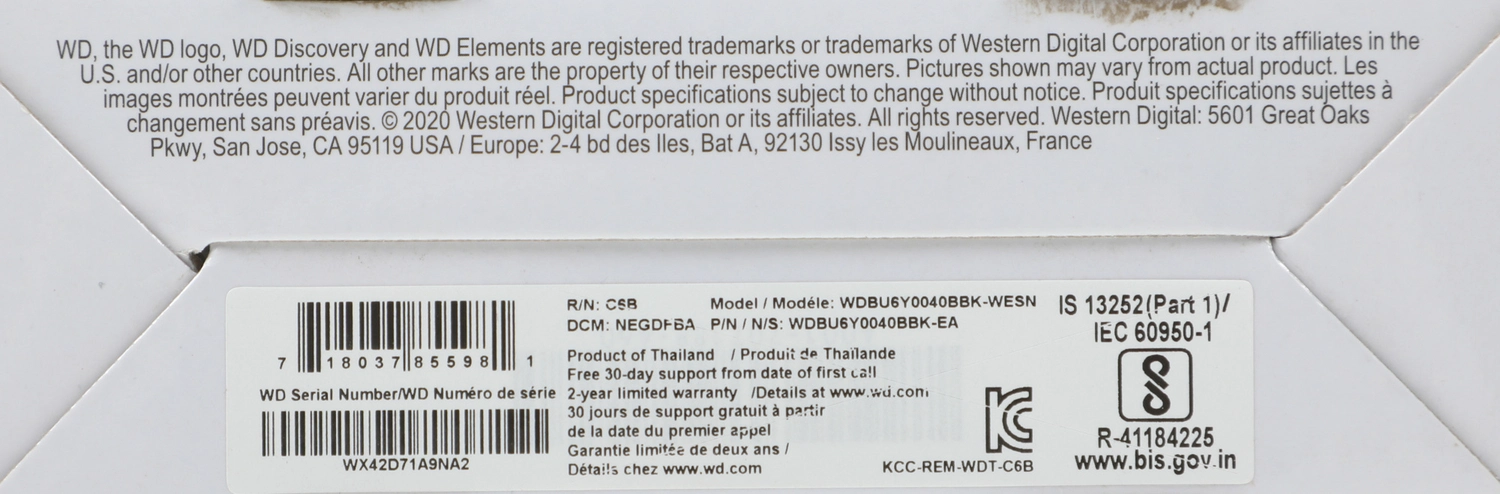 WD, the WD logo, WD Discovery and WD Elements are registered trademarks or trademarks of Western Digital Corporation or its affiliates in the
U.S. and/or other countries. All other marks are the property of their respective owners. Pictures shown may vary from actual product. Les
images montrées peuvent varier du produit réel. Product specifications subject to change without notice. Produit specifications sujettes à
changement sans préavis. © 2020 Western Digital Corporation or its affiliates. All rights reserved. Western Digital: 5601 Great Oaks
Pkwy, San Jose, CA 95119 USA / Europe: 2-4 bd des Iles, Bat A, 92130 Issy les Moulineaux, France
7 18037 85598 1
WD Serial Number/WD Numéro de série
WX42D71A9NA2
R/N: C6B
Model / Modéle: WDBU6Y0040BBK-WESN
DCM:
P/N / N/S: WDBU6Y0040BBK-EA
Product of Thailand / Produit de Thaïlande
Free 30-day support from date of first call
2-year limited warranty /Details at www.wd.com
30 jours de support gratuit à partir
de la date du premier appel
Garantie limitée de deux ans /
Détails chez www.wd.com
KC
KCC-REM-WDT-C6B
IS 13252(Part 1)/
IEC 60950-1
R-41184225
www.bis.gov.in